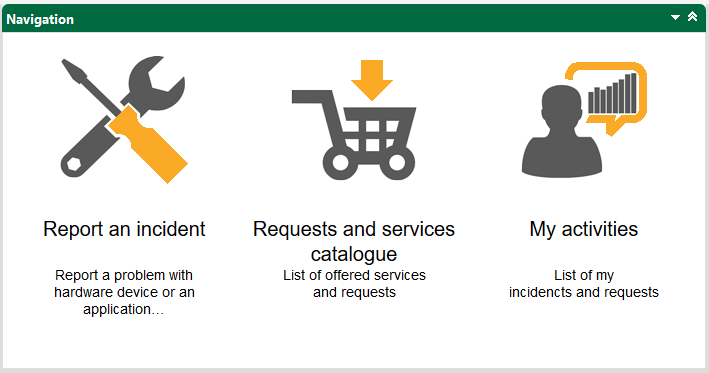 Navigation
Report an incident
Report a problem with
hardware device or an
application…
Requests and services
catalogue
List of offered services
and requests
My activities
List of my
incidencts and requests